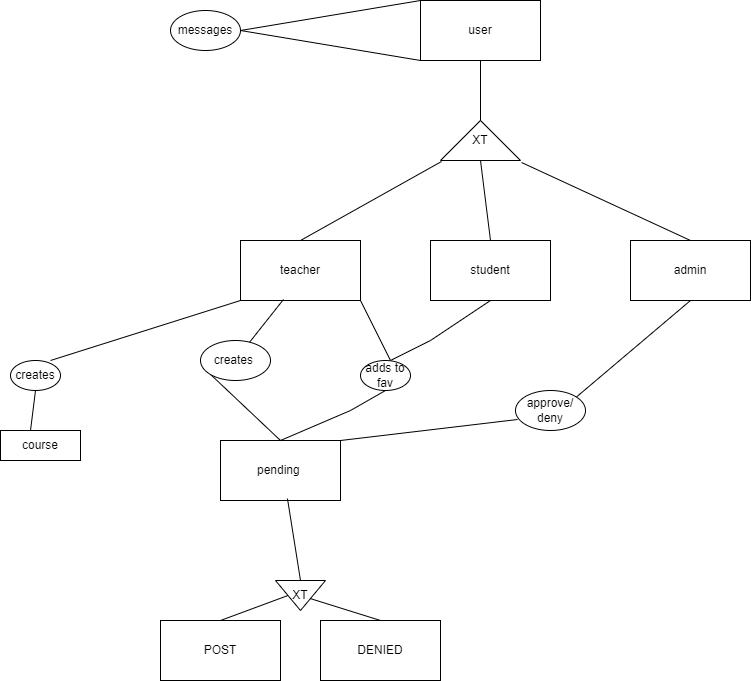 messages
user
XT
teacher
student
admin
creates
creates
adds to
fav
approve/
deny
course
pending
XT
POST
DENIED